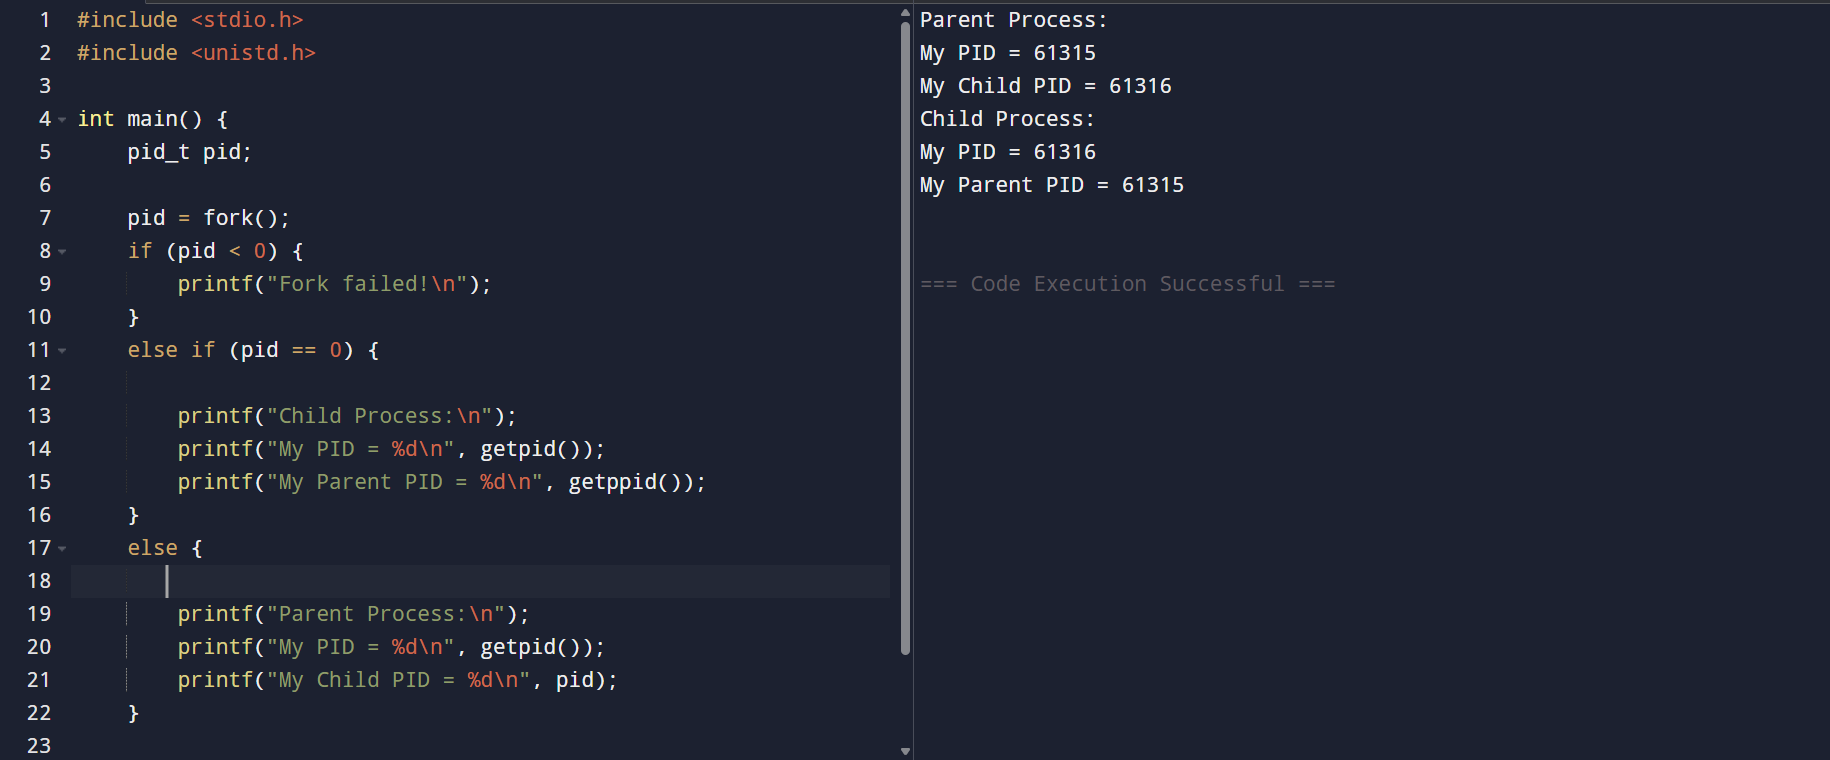 1 #include <stdio.h>
2 #include <unistd.h>
3
4 int main() {
5     pid_t pid;
6
7     pid = fork();
8     if (pid < 0) {
9         printf("Fork failed!\n");
10     }
11     else if (pid == 0) {
12
13         printf("Child Process:\n");
14         printf("My PID = %d\n", getpid());
15         printf("My Parent PID = %d\n", getppid());
16     }
17     else {
18
19         printf("Parent Process:\n");
20         printf("My PID = %d\n", getpid());
21         printf("My Child PID = %d\n", pid);
22     }
23
Parent Process:
My PID = 61315
My Child PID = 61316
Child Process:
My PID = 61316
My Parent PID = 61315
=== Code Execution Successful ===